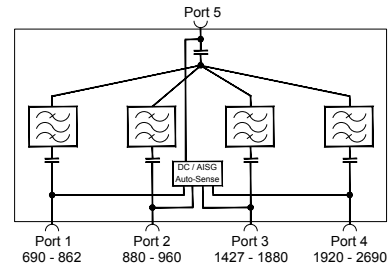 Port 5
DC / AISG
Auto-Sense
Port 1 Port 2 Port 3 Port 4
690 - 862 880 - 960 1427 - 1880 1920 - 2690